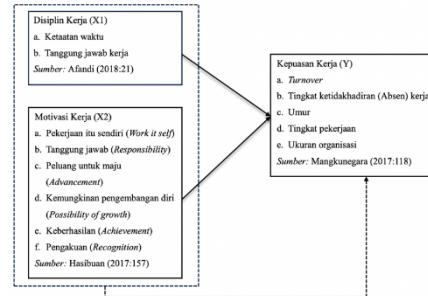 Disiplin Kerja (X1)
a. Ketaatan waktu
b. Tanggung jawab kerja
Sumber: Afandi (2018:21)
Motivasi Kerja (X2)
a. Pekerjaan itu sendiri (Work it self)
b. Tanggung jawab (Responsibility)
c. Peluang untuk maju
(Advancement)
d. Kemungkinan pengembangan diri
(Possibility of growth)
e. Keberhasilan (Achievement)
f. Pengakuan (Recognition)
Sumber: Hasibuan (2017:157)
Kepuasan Kerja (Y)
a. Turnover
b. Tingkat ketidakhadiran (Absen) kerja
c. Umur
d. Tingkat pekerjaan
e. Ukuran organisasi
Sumber: Mangkunegara (2017:118)